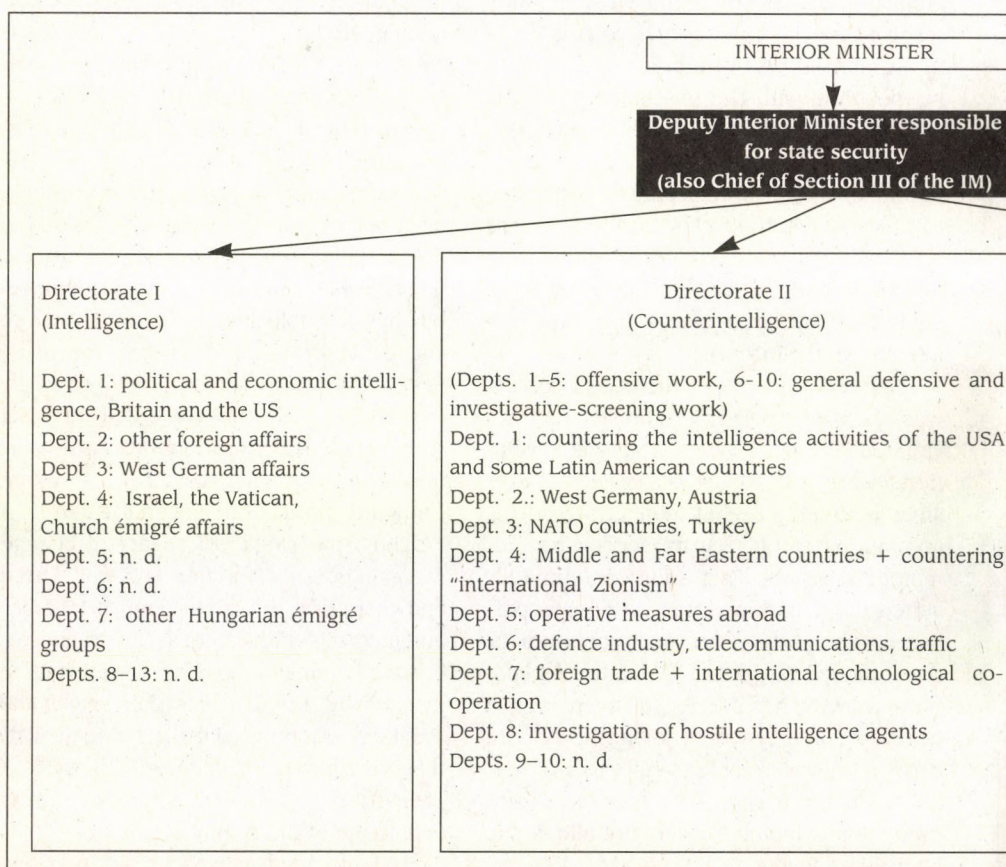 INTERIOR MINISTER
Deputy Interior Minister responsible
for state security
(also Chief of Section III of the IM)
Directorate I
(Intelligence)
Dept. 1: political and economic intelli-
gence, Britain and the US
Dept. 2: other foreign affairs
Dept 3: West German affairs
Dept. 4: Israel, the Vatican,
Church émigré affairs
Dept. 5: n. d.
Dept. 6: n. d.
Dept. 7: other Hungarian émigré
groups
Depts. 8–13: n. d.
Directorate II
(Counterintelligence)
(Depts. 1–5: offensive work, 6-10: general defensive and
investigative-screening work)
Dept. 1: countering the intelligence activities of the USA
and some Latin American countries
Dept. 2.: West Germany, Austria
Dept. 3: NATO countries, Turkey
Dept. 4: Middle and Far Eastern countries + countering
“international Zionism”
Dept. 5: operative measures abroad
Dept. 6: defence industry, telecommunications, traffic
Dept. 7: foreign trade + international technological co-
operation
Dept. 8: investigation of hostile intelligence agents
Depts. 9–10: n. d.